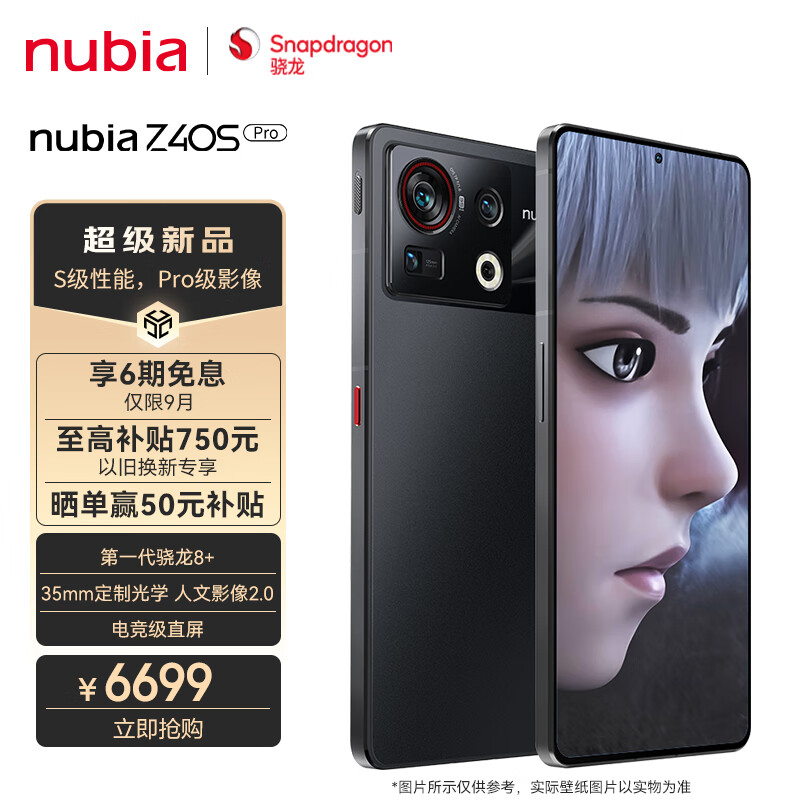 nubia
Snapdragon
骁龙
nubia Z40S Pro
超级新品
S级性能，Pro级影像
享6期免息
仅限9月
至高补贴750元
以旧换新专享
晒单赢50元补贴
第一代骁龙8+
35mm定制光学 人文影像2.0
电竞级直屏
¥6699
立即抢购
nu
*图片所示仅供参考，实际壁纸图片以实物为准